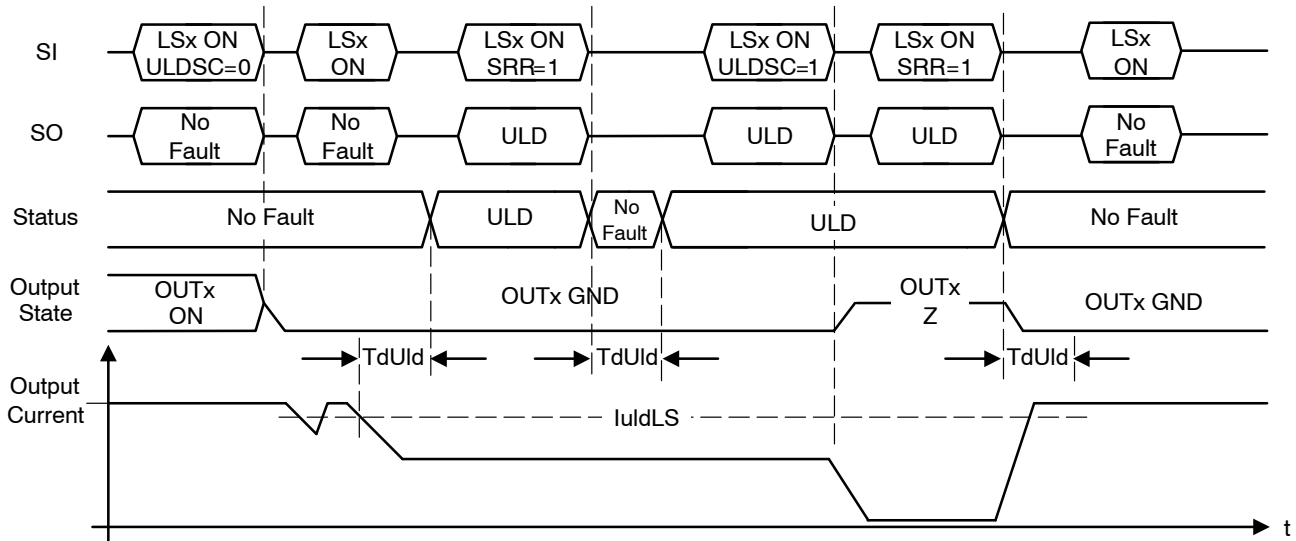 SI
LSx ON
ULDSC=0
LSx
ON
LSx ON
SRR=1
LSx ON
ULDSC=1
LSx ON
SRR=1
LSx
ON
SO
No
Fault
No
Fault
ULD
ULD
ULD
No
Fault
Status
No Fault
ULD
No
Fault
ULD
No Fault
Output
State
OUTx
ON
OUTx GND
OUTx
Z
OUTx GND
TdUld
TdUld
TdUld
Output
Current
IuldLS
t